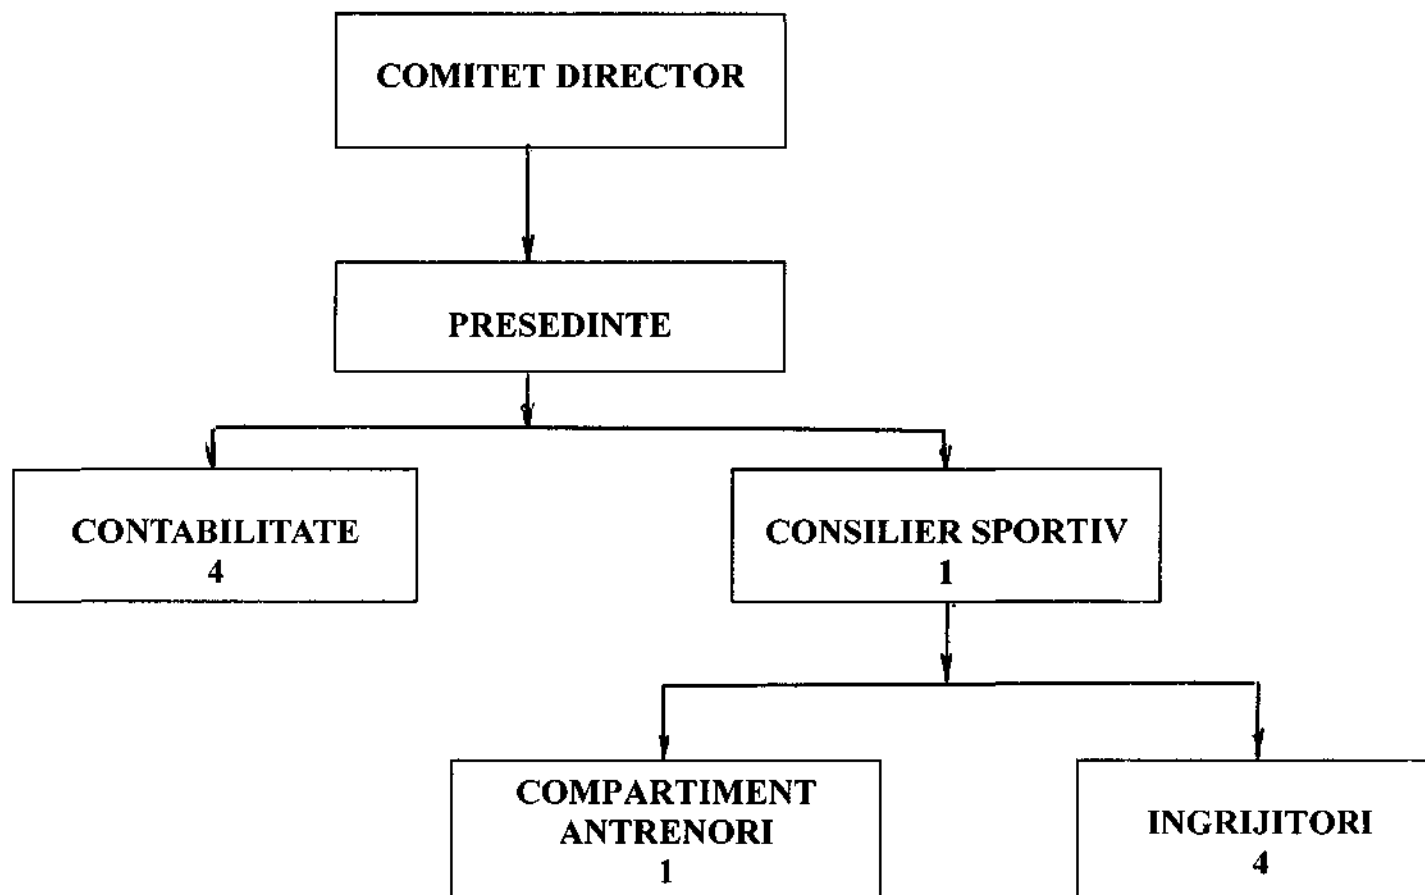 COMITET DIRECTOR
PRESEDINTE
CONTABILITATE
4
CONSILIER SPORTIV
1
COMPARTIMENT
ANTRENORI
1
INGRIJITORI
4